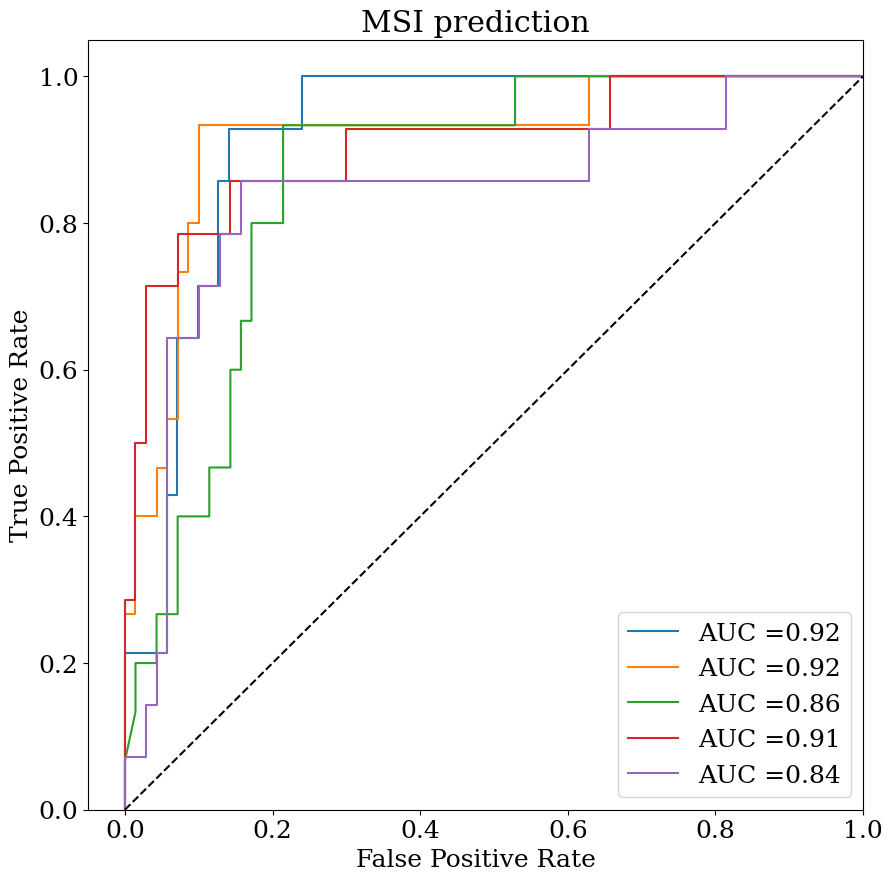 MSI prediction
True Positive Rate
1.0
0.8
0.6
0.4
0.2
0.0
AUC =0.92
AUC =0.92
AUC =0.86
AUC =0.91
AUC =0.84
0.0 0.2 0.4 0.6 0.8 1.0
False Positive Rate